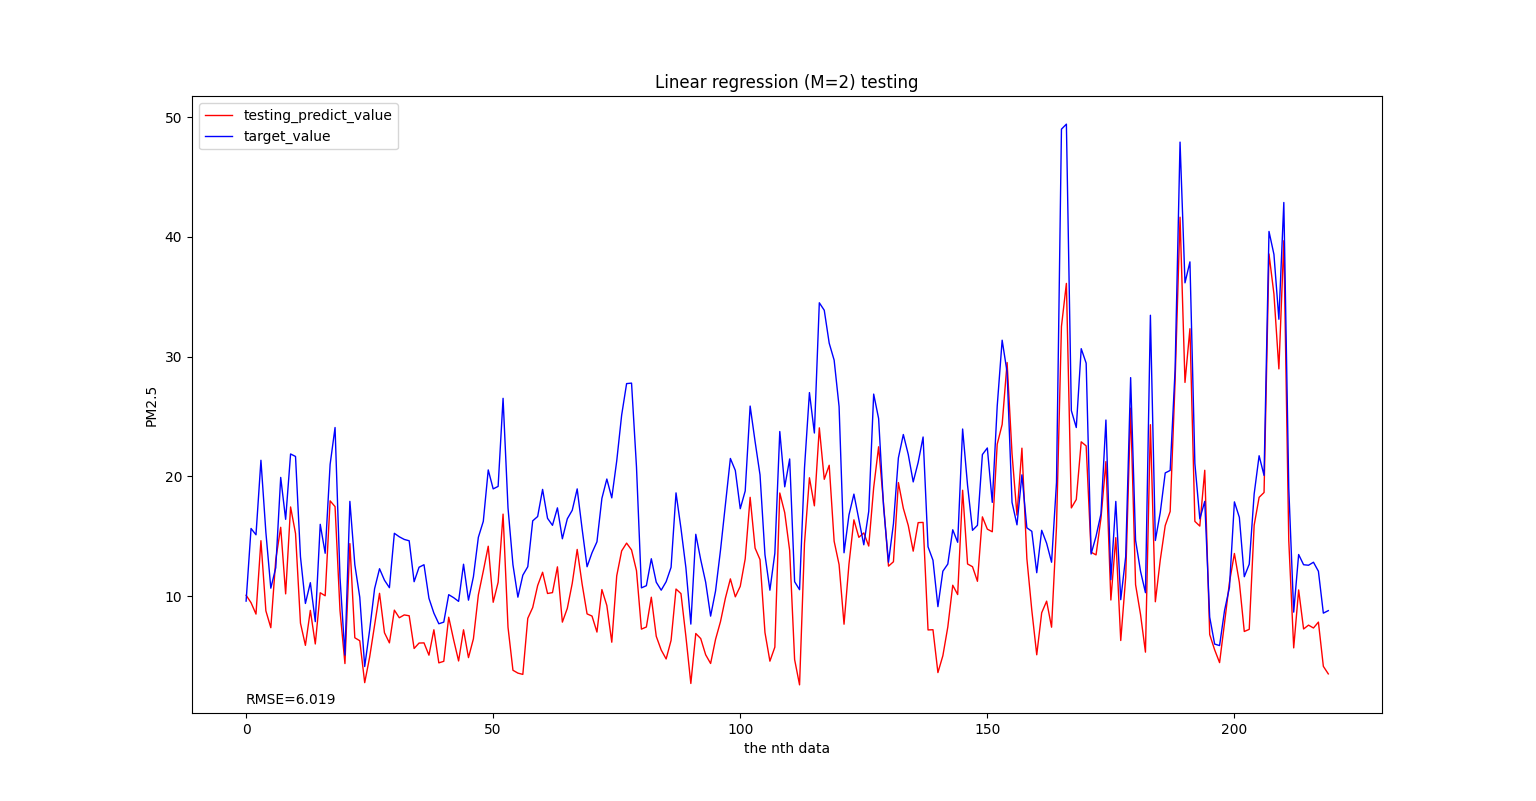 Linear regression (M=2) testing
testing_predict_value
target_value
50
40
30
20
10
PM2.5
RMSE=6.019
0
50
100
150
200
the nth data